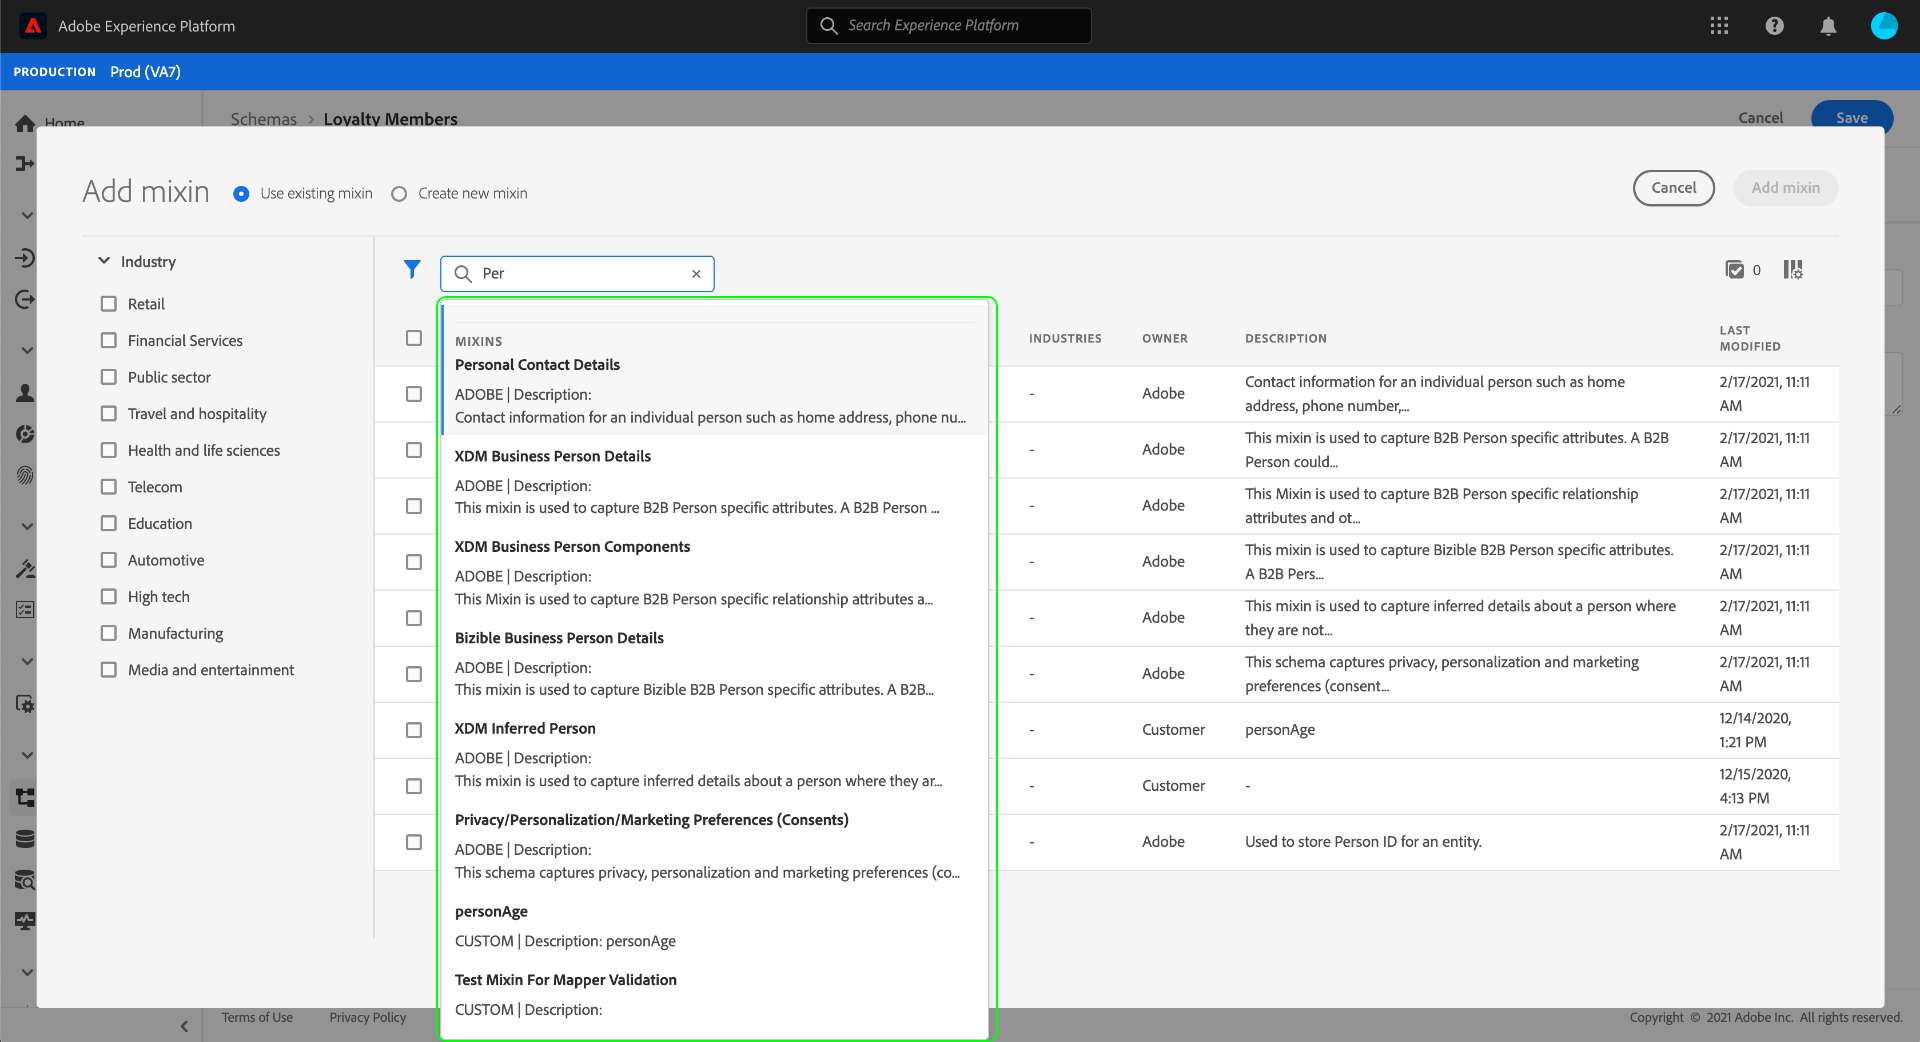 Adobe Experience Platform
Search Experience Platform
PRODUCTION Prod (VA7)
Home
Schemas > Loyalty Members
Cancel
Save
Add mixin
Use existing mixin
Create new mixin
Cancel
Add mixin
Industry
Retail
Financial Services
Public sector
Travel and hospitality
Health and life sciences
Telecom
Education
Automotive
High tech
Manufacturing
Media and entertainment
Per
0
MIXINS
Personal Contact Details
ADOBE | Description:
Contact information for an individual person such as home address, phone nu...
XDM Business Person Details
ADOBE | Description:
This mixin is used to capture B2B Person specific attributes. A B2B Person ...
XDM Business Person Components
ADOBE | Description:
This Mixin is used to capture B2B Person specific relationship attributes a...
Bizible Business Person Details
ADOBE | Description:
This mixin is used to capture Bizible B2B Person specific attributes. A B2B...
XDM Inferred Person
ADOBE | Description:
This mixin is used to capture inferred details about a person where they ar...
Privacy/Personalization/Marketing Preferences (Consents)
ADOBE | Description:
This schema captures privacy, personalization and marketing preferences (co...
personAge
CUSTOM | Description: personAge
Test Mixin For Mapper Validation
CUSTOM | Description:
INDUSTRIES OWNER DESCRIPTION LAST
MODIFIED
- Adobe Contact information for an individual person such as home 2/17/2021, 11:11
address, phone number,... AM
- Adobe This mixin is used to capture B2B Person specific attributes. A B2B 2/17/2021, 11:11
Person could... AM
- Adobe This Mixin is used to capture B2B Person specific relationship 2/17/2021, 11:11
attributes and ot... AM
- Adobe This mixin is used to capture Bizible B2B Person specific attributes. 2/17/2021, 11:11
A B2B Pers... AM
- Adobe This mixin is used to capture inferred details about a person where 2/17/2021, 11:11
they are not... AM
- Adobe This schema captures privacy, personalization and marketing 2/17/2021, 11:11
preferences (consent... AM
- Customer personAge 12/14/2020,
1:21 PM
- Customer - 12/15/2020,
4:13 PM
- Adobe Used to store Person ID for an entity. 2/17/2021, 11:11
AM
Terms of Use
Privacy Policy
Copyright © 2021 Adobe Inc. All rights reserved.